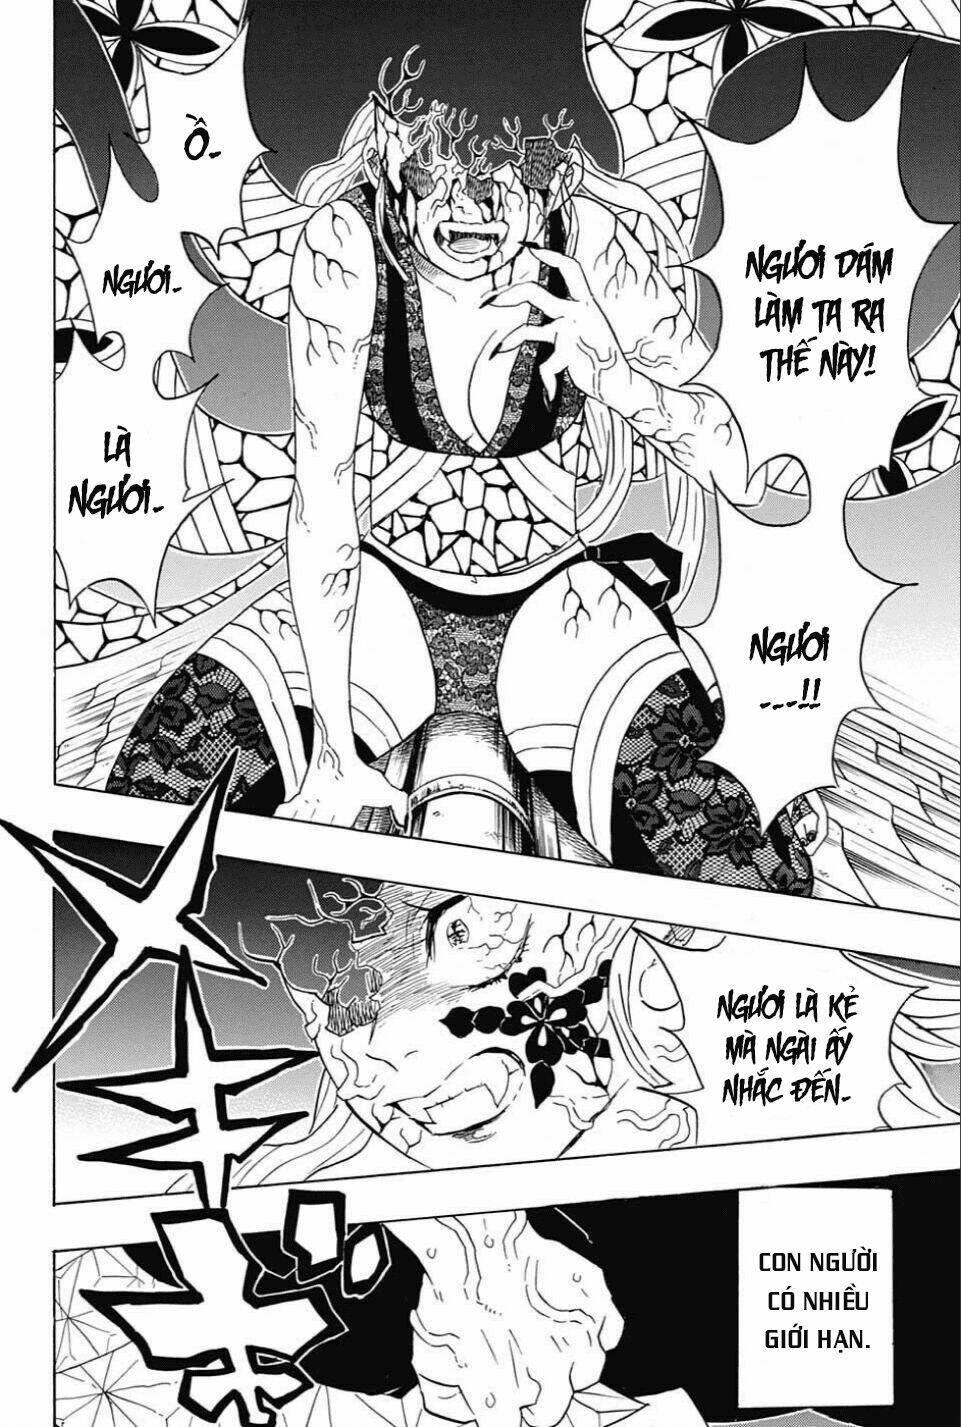 NGƯƠI DÁM
LÀM TA RA
THẾ NÀY!
Ồ..
NGƯƠI..
LÀ
NGƯƠI..
NGƯƠI
...!!
NGƯƠI LÀ KẺ
MÀ NGÀI ẤY
NHẮC ĐẾN..
CON NGƯỜI
CÓ NHIỀU
GIỚI HẠN.